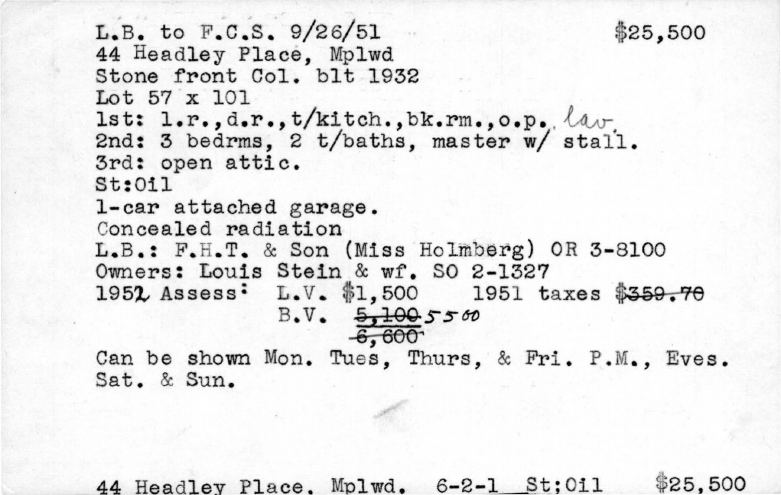 L.B. to F.C.S. 9/26/51 $25,500
44 Headley Place, Mplwd
Stone front Col. blt 1932
Lot 57 x 101
1st: l.r.,d.r.,t/kitch.,bk.rm.,o.p. lav.
2nd: 3 bedrms, 2 t/baths, master w/ stall.
3rd: open attic.
St:Oil
1-car attached garage.
Concealed radiation
L.B.: F.H.T. & Son (Miss Holmberg) OR 3-8100
Owners: Louis Stein & wf. SO 2-1327
1952 Assess: L.V. $1,500 1951 taxes $359.70
B.V. 5,100 5500
6,600
Can be shown Mon. Tues, Thurs, & Fri. P.M., Eves.
Sat. & Sun.
44 Headley Place. Mplwd. 6-2-1 St;Oil $25,500